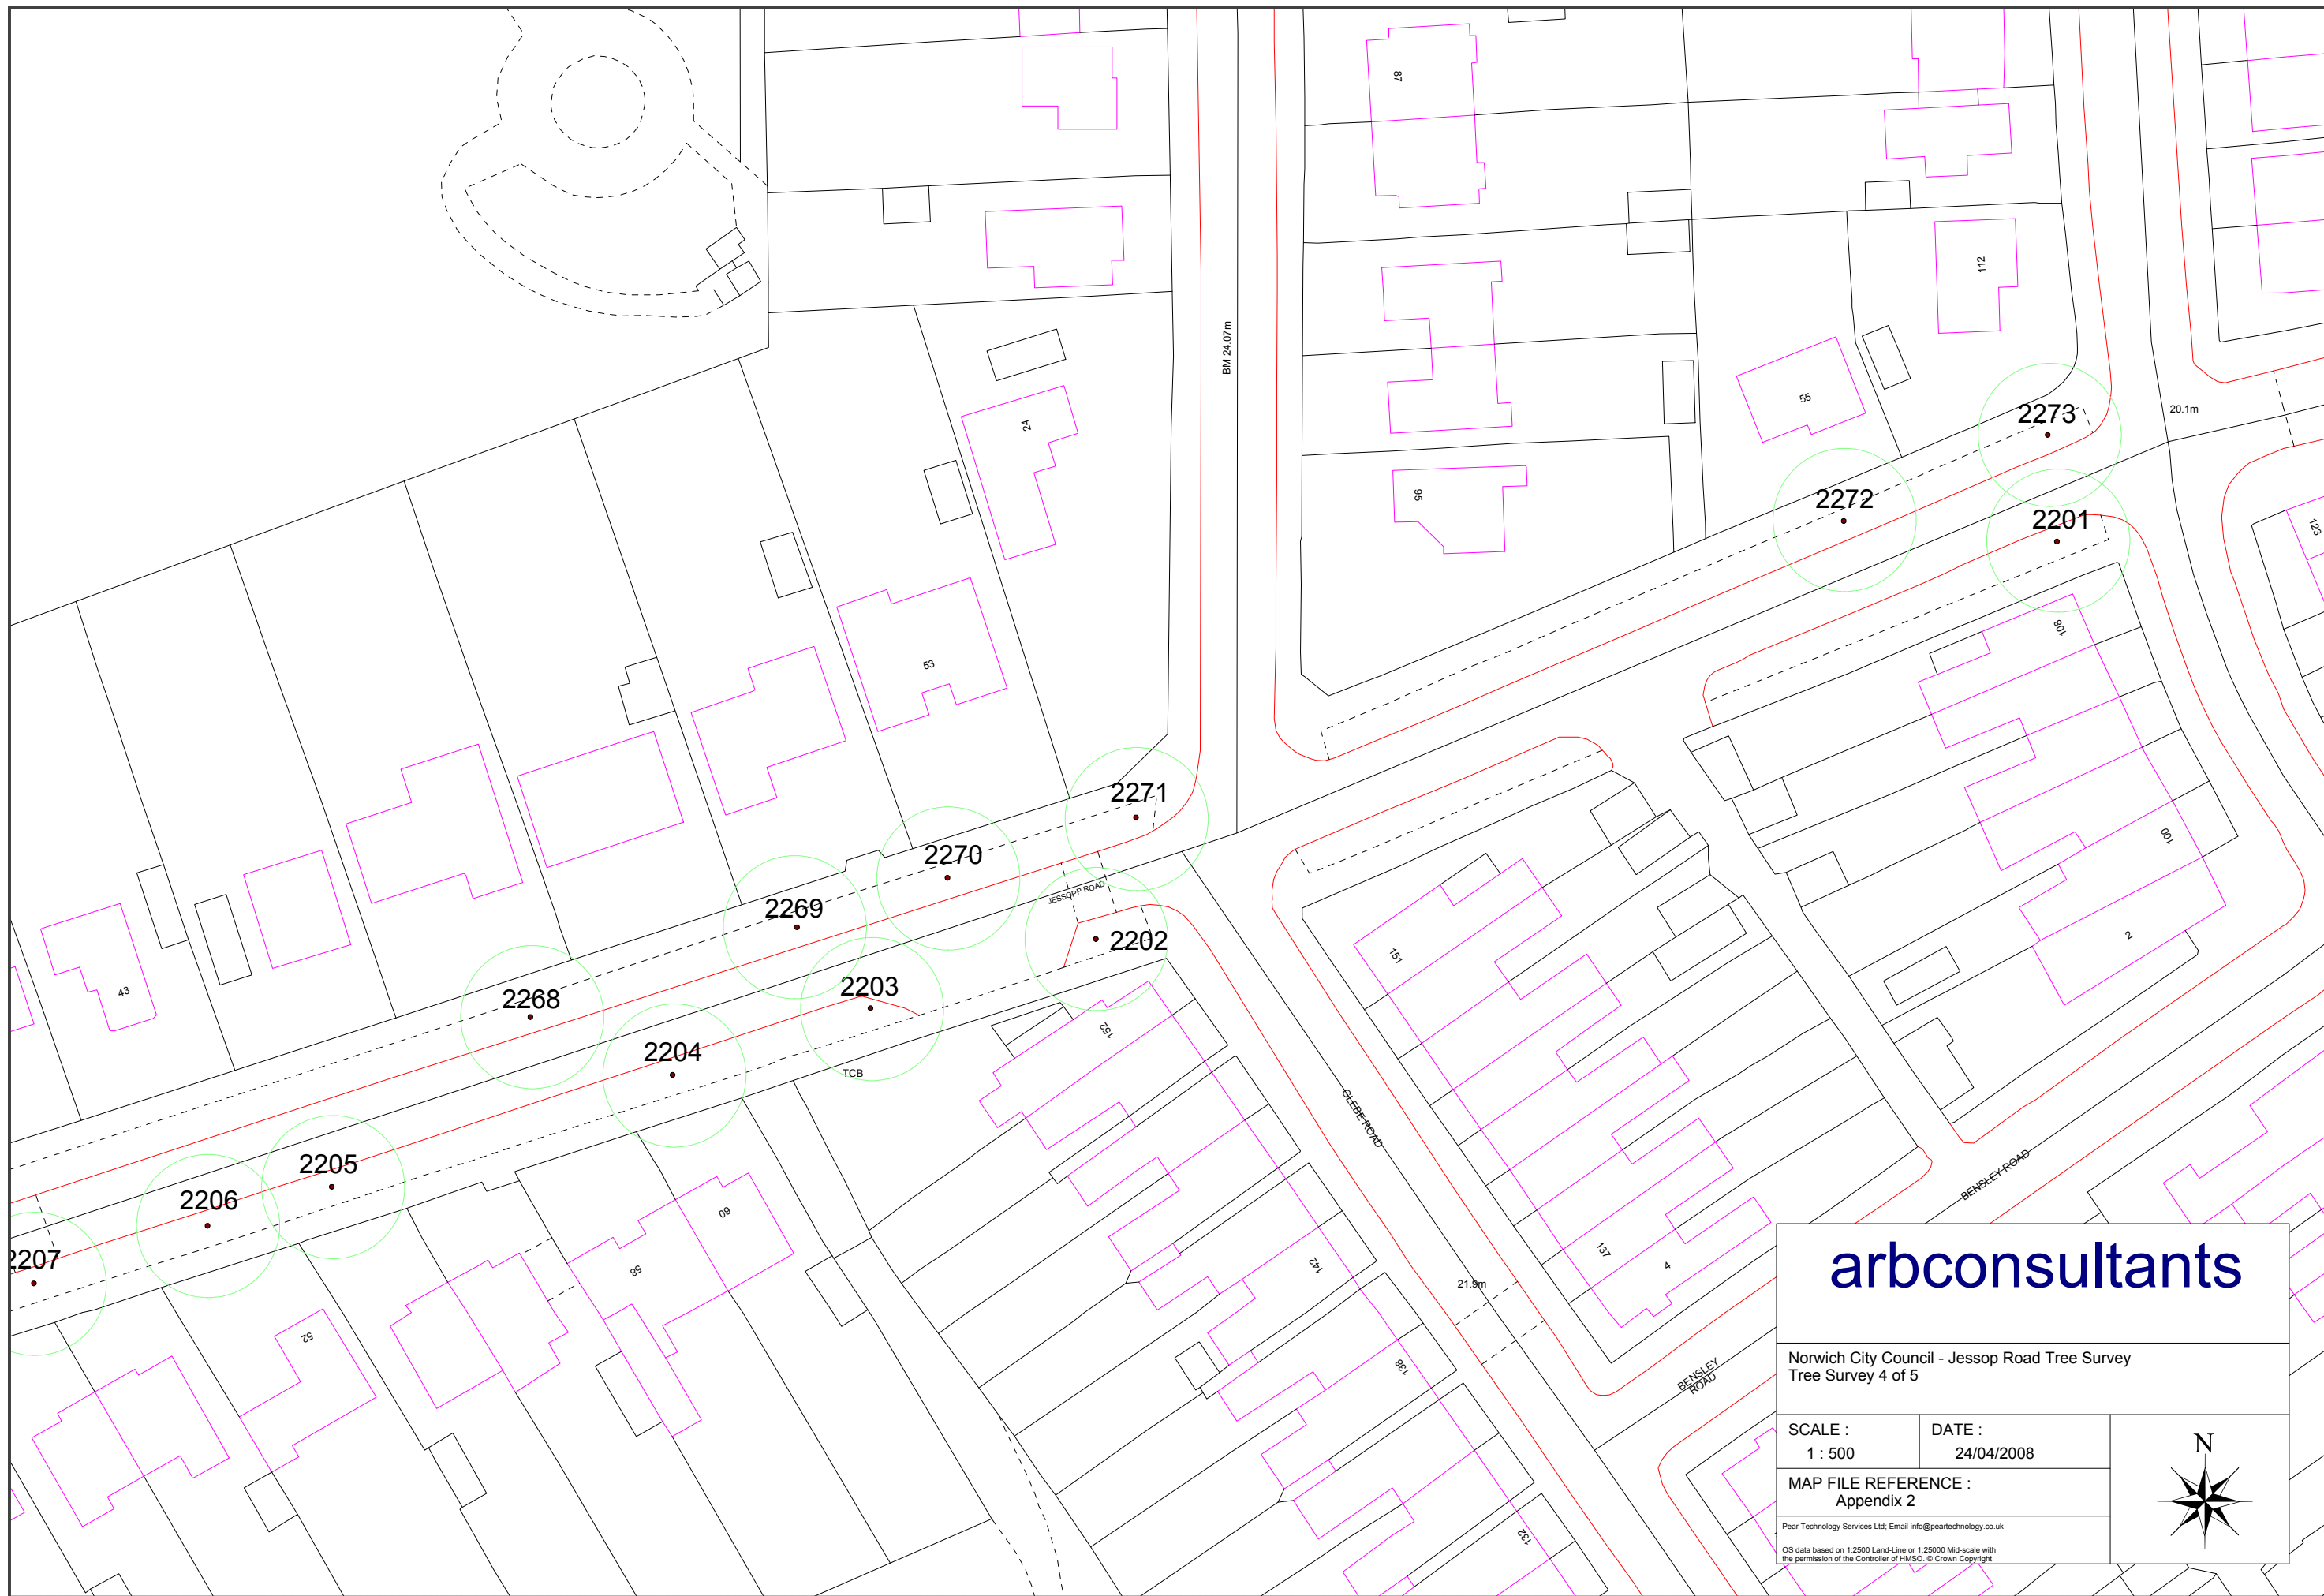 87
112
BM 24.07m
55
24
95
2273
20.1m
2272
2201
123
108
53
2271
2270
JESSOPP ROAD
2269
2202
100
2
151
43
2268
2203
152
2204
TCB
GLEBE ROAD
2205
2206
2207
BENSLEY ROAD
60
58
52
142
137
4
21.9m
138
BENSLEY
ROAD
132
arbconsultants
Norwich City Council - Jessop Road Tree Survey
Tree Survey 4 of 5
SCALE :
1 : 500
DATE :
24/04/2008
N
MAP FILE REFERENCE :
Appendix 2
Pear Technology Services Ltd; Email info@peartechnology.co.uk
OS data based on 1:2500 Land-Line or 1:25000 Mid-scale with
the permission of the Controller of HMSO. © Crown Copyright